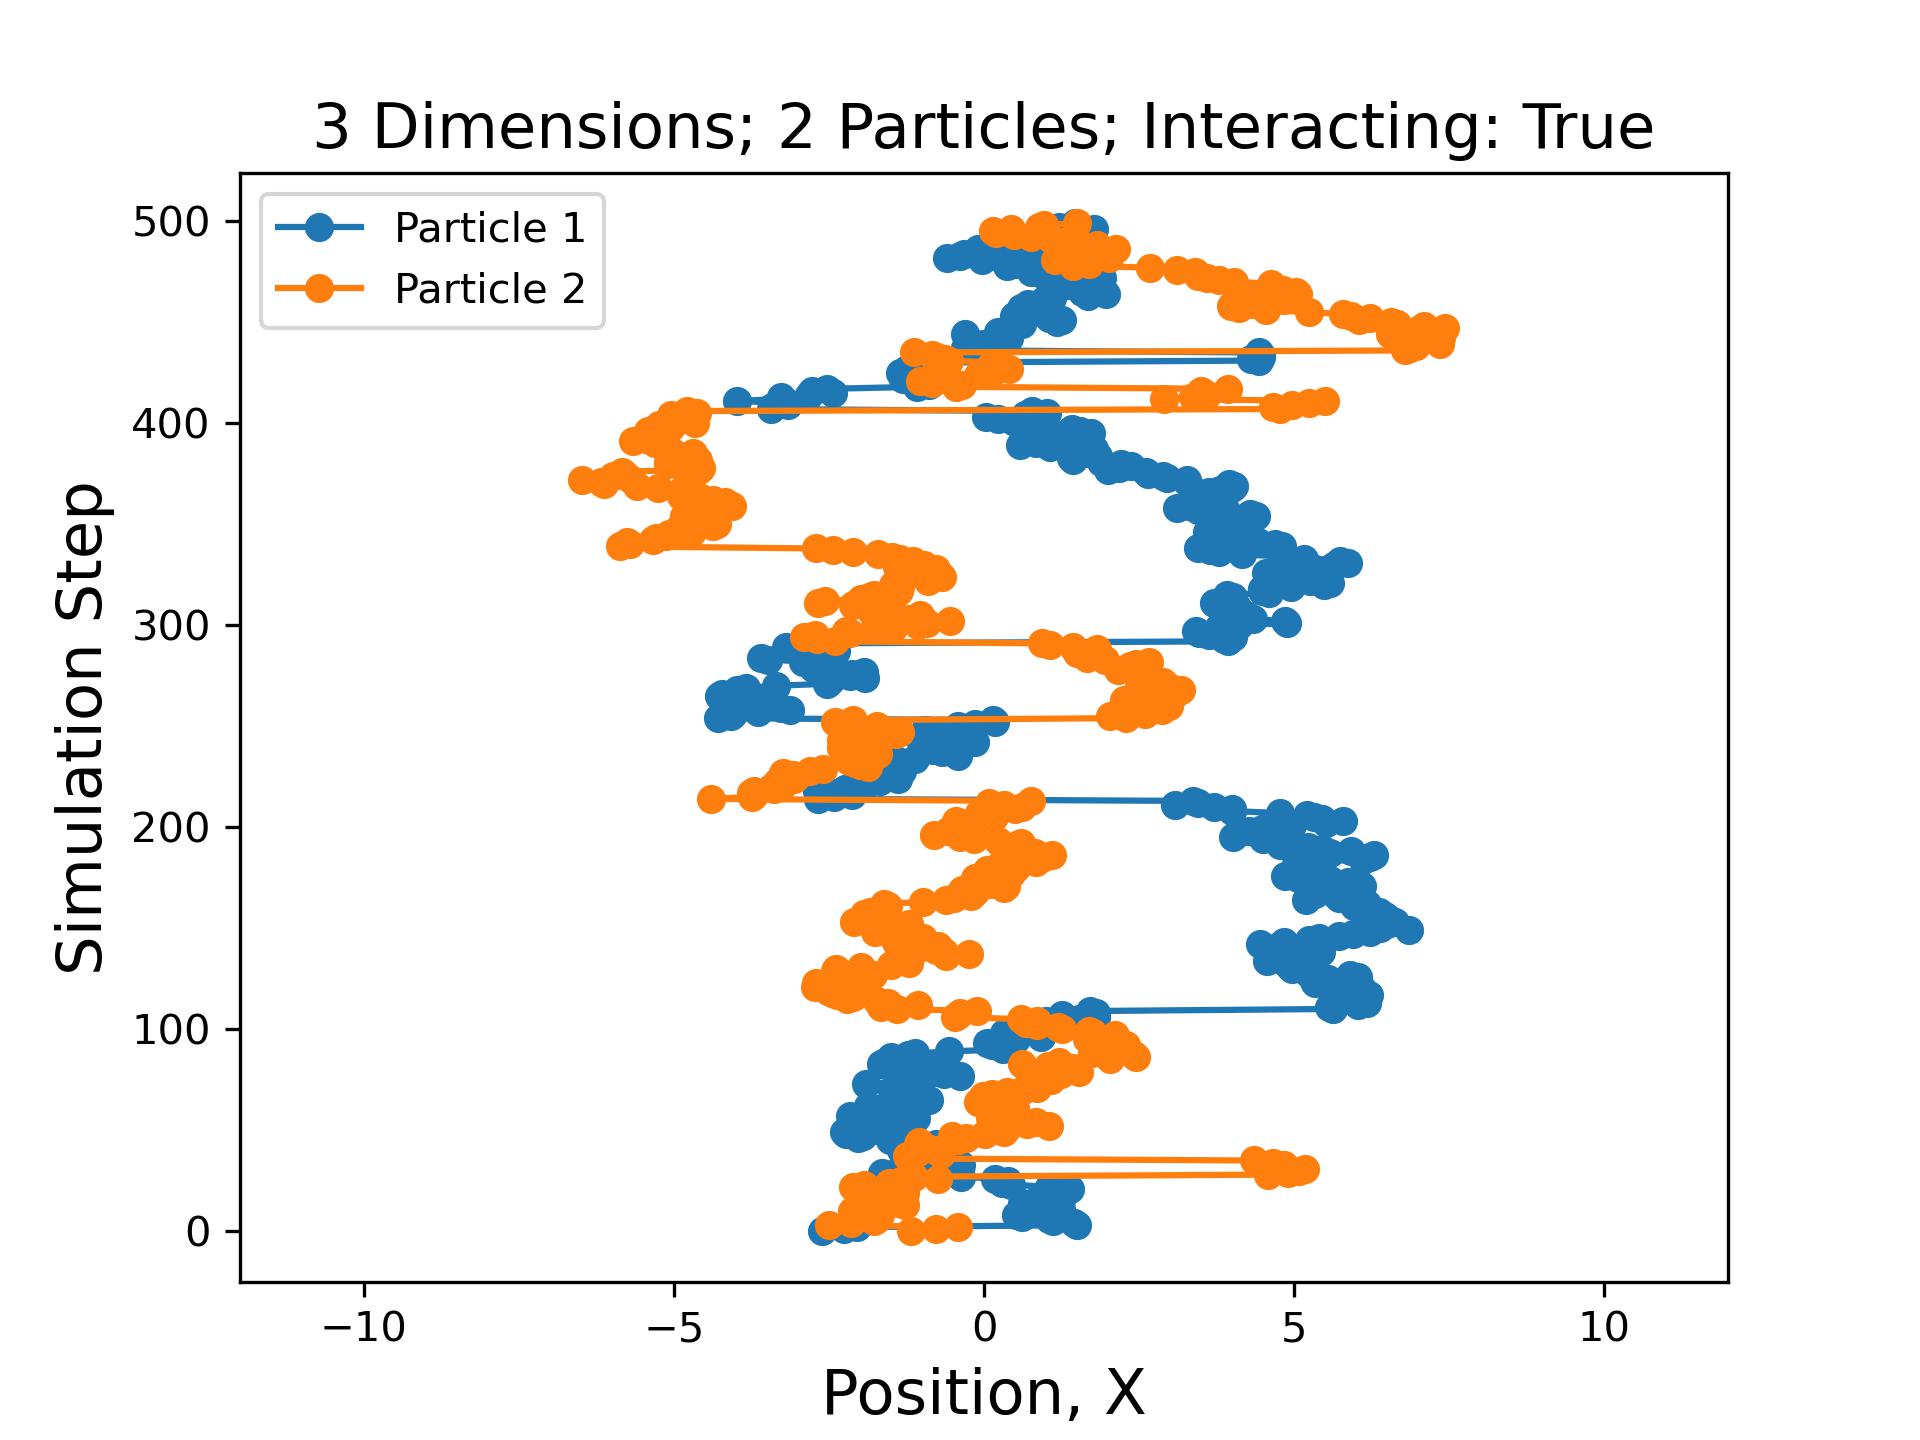 3 Dimensions; 2 Particles; Interacting: True
Particle 1
Particle 2
500
400
300
200
100
0
Simulation Step
−10
−5
0
5
10
Position, X